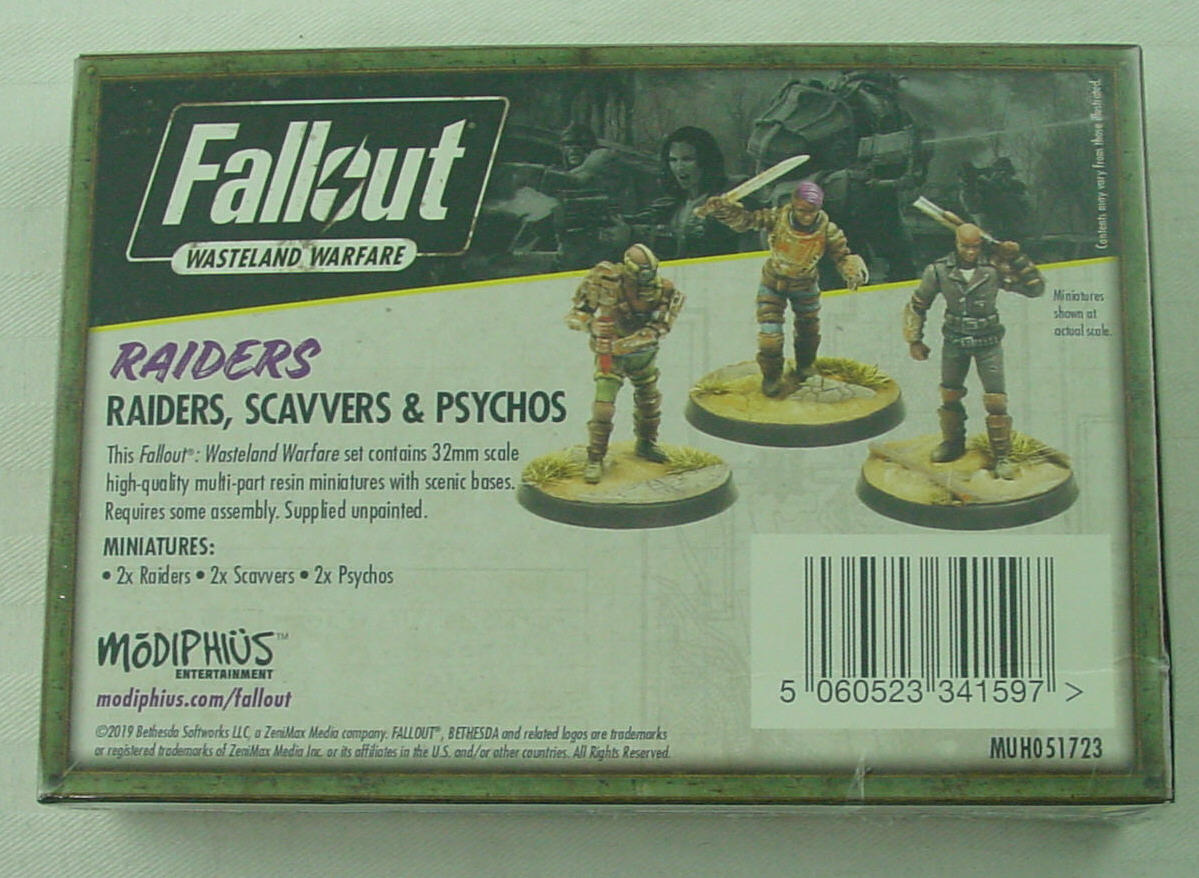 Fallout®
WASTELAND WARFARE
Contents may vary from those illustrated.
Miniatures
shown at
actual scale.
RAIDERS
RAIDERS, SCAVVERS & PSYCHOS
This Fallout®: Wasteland Warfare set contains 32mm scale
high-quality multi-part resin miniatures with scenic bases.
Requires some assembly. Supplied unpainted.
MINIATURES:
• 2x Raiders • 2x Scavvers • 2x Psychos
MŌDIPHIÜS™
ENTERTAINMENT
modiphius.com/fallout
5 060523 341597 >
©2019 Bethesda Softworks LLC, a ZeniMax Media company. FALLOUT®, BETHESDA and related logos are trademarks
or registered trademarks of ZeniMax Media Inc. or its affiliates in the U.S. and/or other countries. All Rights Reserved.
MUH051723